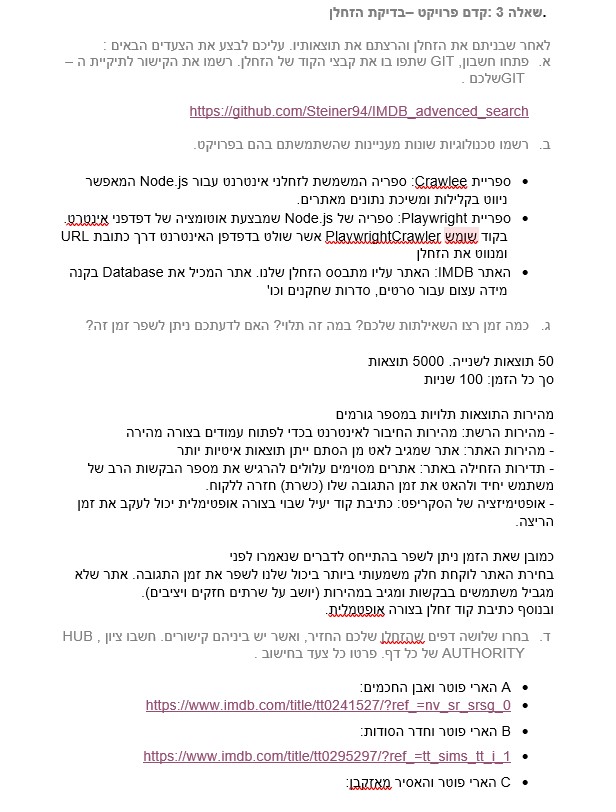 שאלה 3 :קדם פרויקט –בדיקת הזחלן.
לאחר שבניתם את הזחלן והרצתם את תוצאותיו. עליכם לבצע את הצעדים הבאים :
א. פתחו חשבון, GIT שתפו בו את קבצי הקוד של הזחלן. רשמו את הקישור לתיקיית ה –
GITשלכם .
https://github.com/Steiner94/IMDB_advenced_search
ב. רשמו טכנולוגיות שונות מעניינות שהשתמשתם בהם בפרויקט.
• ספריית Crawlee: ספריה המשמשת לזחלני אינטרנט עבור Node.js המאפשר
ניווט בקלילות ומשיכת נתונים מאתרים.
• ספריית Playwright: ספריה של Node.js שמבצעת אוטומציה של דפדפני אינטרט.
בקוד שומש PlaywrightCrawler אשר שולט בדפדפן האינטרנט דרך כתובת URL
ומנווט את הזחלן
• האתר IMDB: האתר עליו מתבסס הזחלן שלנו. אתר המכיל את Database בקנה
מידה עצום עבור סרטים, סדרות שחקנים וכו'
ג. כמה זמן רצו השאילתות שלכם? במה זה תלוי? האם לדעתכם ניתן לשפר זמן זה?
50 תוצאות לשנייה. 5000 תוצאות
סך כל הזמן: 100 שניות
מהירות התוצאות תלויות במספר גורמים
- מהירות הרשת: מהירות החיבור לאינטרנט בכדי לפתוח עמודים בצורה מהירה
- מהירות האתר: אתר שמגיב לאט מן הסתם ייתן תוצאות איטיות יותר
- תדירות הזחילה באתר: אתרים מסוימים עלולים להרגיש את מספר הבקשות הרב של
משתמש יחיד ולהאט את זמן התגובה שלו (כשרת) חזרה ללקוח.
- אופטימיזציה של הסקריפט: כתיבת קוד יעיל שבוי בצורה אופטימלית יכול לעקב את זמן
הריצה.
כמובן שאת הזמן ניתן לשפר בהתייחס לדברים שנאמרו לפני
בחירת האתר לוקחת חלק משמעותי ביותר ביכול שלנו לשפר את זמן התגובה. אתר שלא
מגביל משתמשים בבקשות ומגיב במהירות (יושב על שרתים חזקים ויציבים).
ובנוסף כתיבת קוד זחלן בצורה אופטמלית.
ד. בחרו שלושה דפים שהזחלן שלכם החזיר, ואשר יש ביניהם קישורים. חשבו ציון , HUB
AUTHORITY של כל דף. פרטו כל צעד בחישוב .
• A הארי פוטר ואבן החכמים:
• https://www.imdb.com/title/tt0241527/?ref_=nv_sr_srsg_0
• B הארי פוטר וחדר הסודות:
• https://www.imdb.com/title/tt0295297/?ref_=tt_sims_tt_i_1
• C הארי פוטר והאסיר מאזקבן: